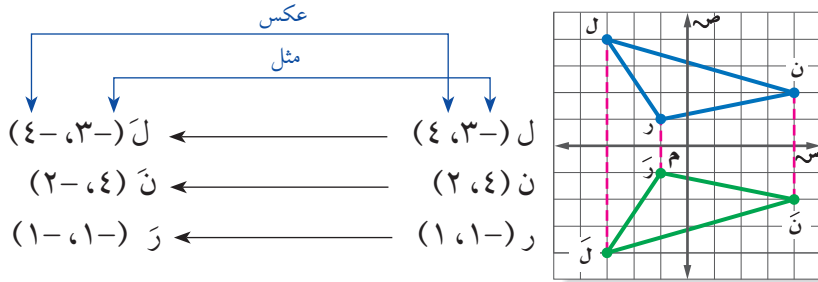 عكس
مثل
ل (−٣، ٤) ← لَ (−٣، −٤)
ن (٤، ٢) ← نَ (٤، −٢)
ر (−١، ١) ← رَ (−١، −١)
ص
ل
ن
ر
س
م
رَ
نَ
لَ